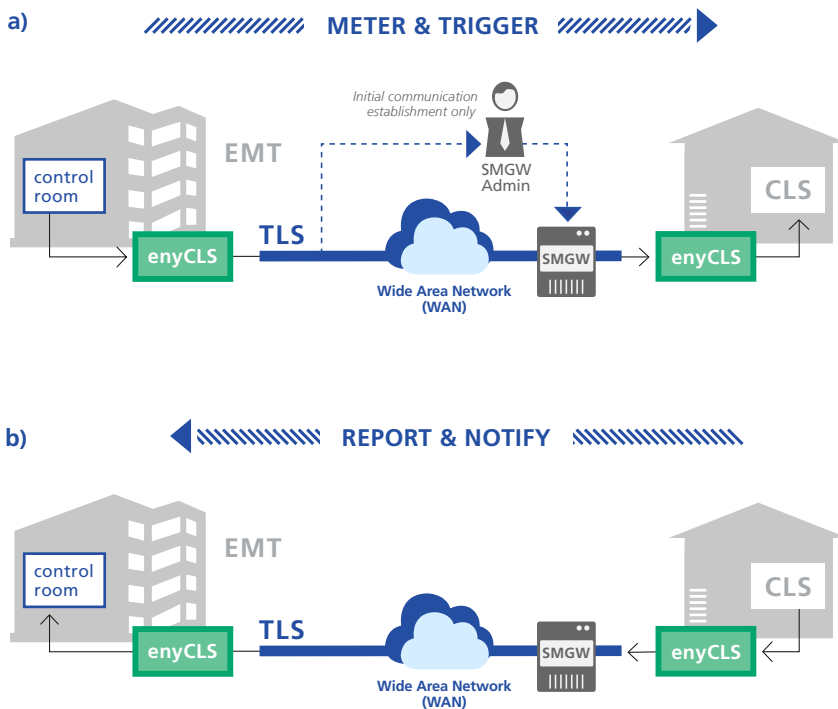 a)
METER & TRIGGER
Initial communication
establishment only
control
room
EMT
SMGW
Admin
CLS
TLS
enyCLS
SMGW
enyCLS
Wide Area Network
(WAN)
b)
REPORT & NOTIFY
control
room
EMT
CLS
TLS
enyCLS
SMGW
enyCLS
Wide Area Network
(WAN)